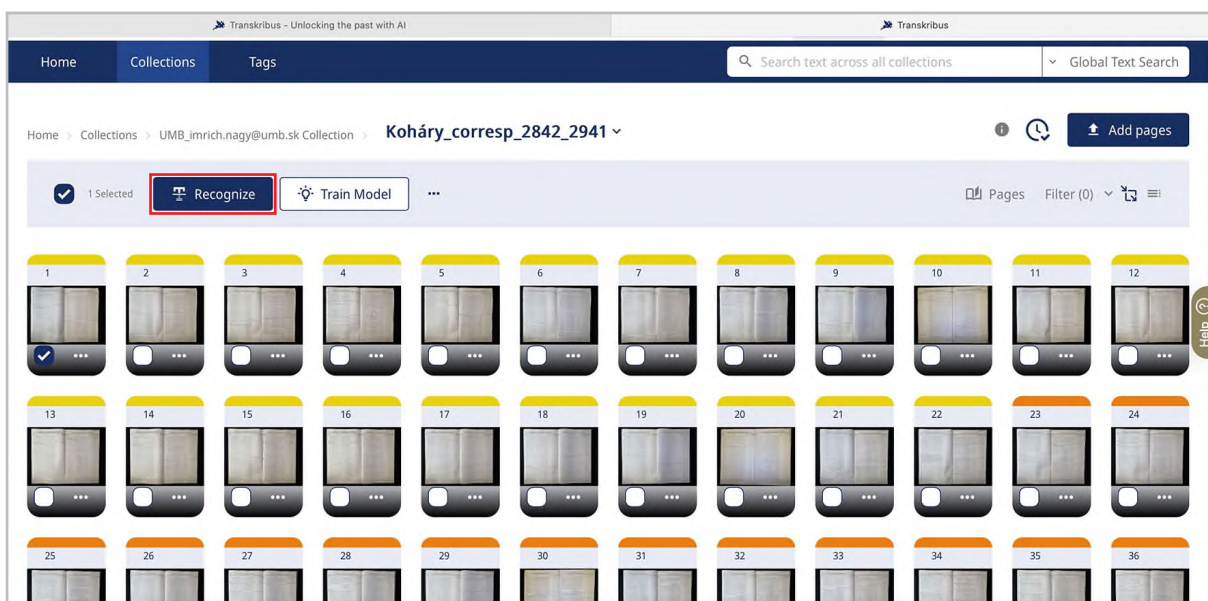 Transkribus - Unlocking the past with AI
Transkribus
Home Collections Tags
Search text across all collections
Global Text Search
Home > Collections > UMB_imrich.nagy@umb.sk Collection > Koháry_corresp_2842_2941
Add pages
1 Selected
Recognize
Train Model
Pages
Filter (0)
1 2 3 4 5 6 7 8 9 10 11 12
Help
13 14 15 16 17 18 19 20 21 22 23 24
25 26 27 28 29 30 31 32 33 34 35 36